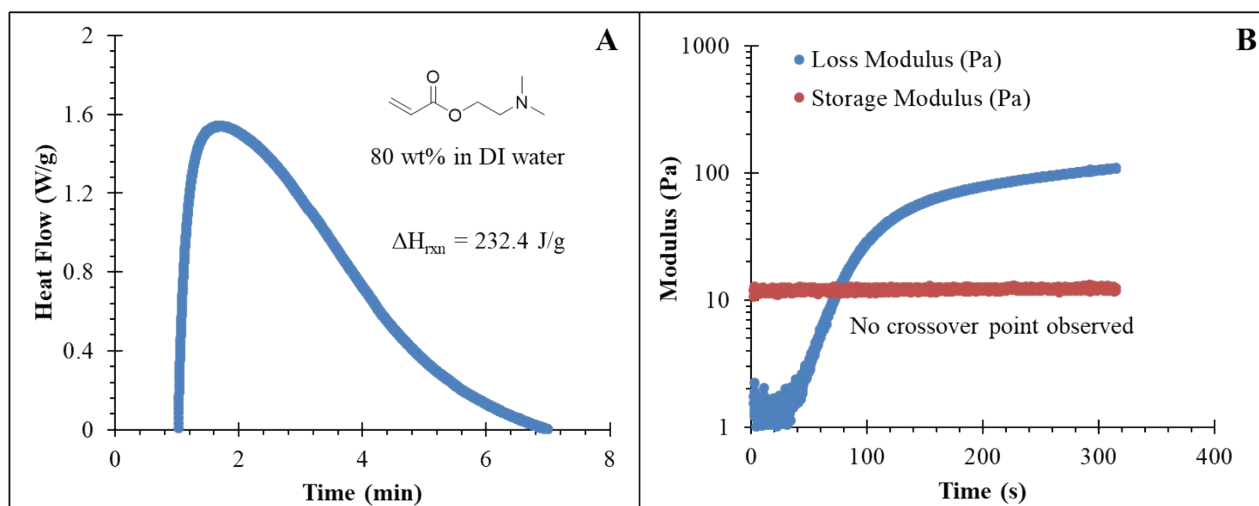 A
Heat Flow (W/g)
2
1.6
1.2
0.8
0.4
0
O
O
N
80 wt% in DI water
ΔHrxn = 232.4 J/g
0 2 4 6 8
Time (min)
B
Modulus (Pa)
1000
100
10
1
Loss Modulus (Pa)
Storage Modulus (Pa)
No crossover point observed
0 100 200 300 400
Time (s)